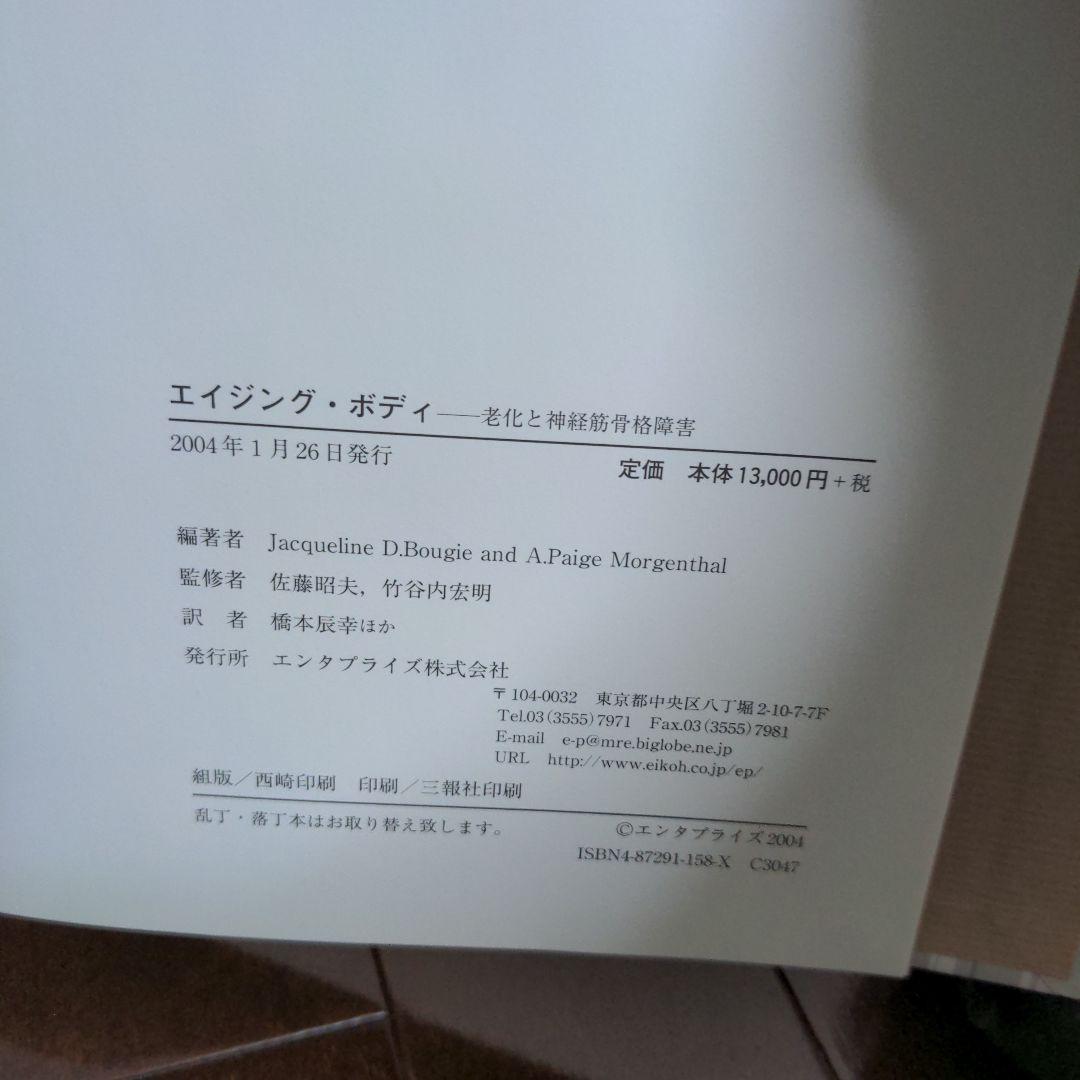 エイジング・ボディ――老化と神経筋骨格障害
2004年1月26日発行
定価 本体13,000円+税
編著者 Jacqueline D.Bougie and A.Paige Morgenthal
監修者 佐藤昭夫，竹谷内宏明
訳 者 橋本辰幸ほか
発行所 エンタプライズ株式会社
〒104-0032 東京都中央区八丁堀2-10-7-7F
Tel.03(3555)7971 Fax.03(3555)7981
E-mail e-p@mre.biglobe.ne.jp
URL http://www.eikoh.co.jp/ep/
組版／西崎印刷 印刷／三報社印刷
乱丁・落丁本はお取り替え致します。
©エンタプライズ2004
ISBN4-87291-158-X C3047